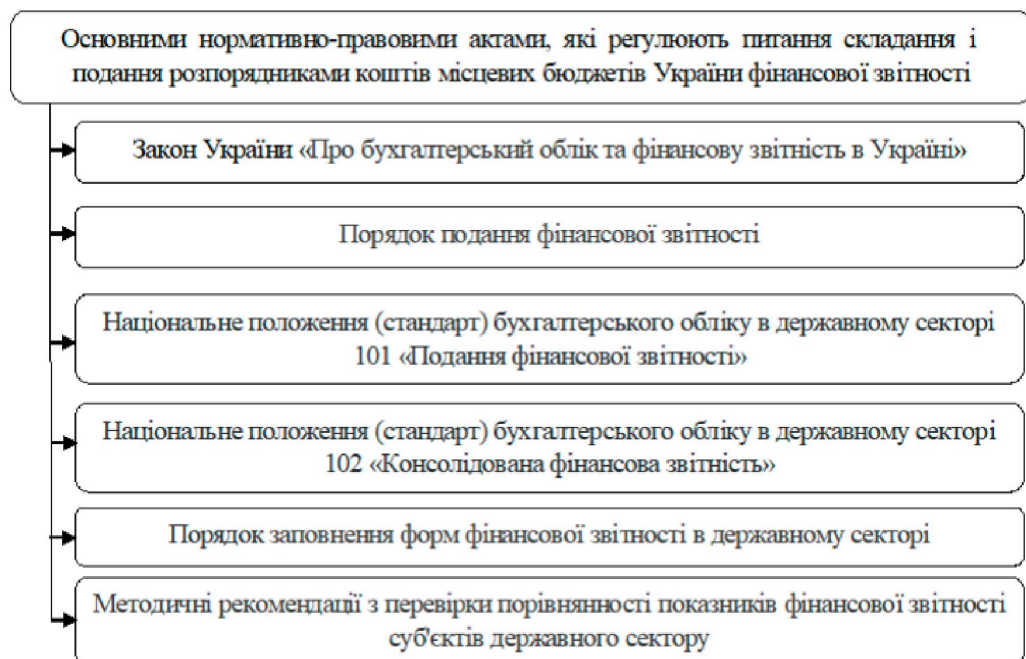 Основними нормативно-правовими актами, які регулюють питання складання і
подання розпорядниками коштів місцевих бюджетів України фінансової звітності
Закон України «Про бухгалтерський облік та фінансову звітність в Україні»
Порядок подання фінансової звітності
Національне положення (стандарт) бухгалтерського обліку в державному секторі
101 «Подання фінансової звітності»
Національне положення (стандарт) бухгалтерського обліку в державному секторі
102 «Консолідована фінансова звітність»
Порядок заповнення форм фінансової звітності в державному секторі
Методичні рекомендації з перевірки порівнянності показників фінансової звітності
суб'єктів державного сектору